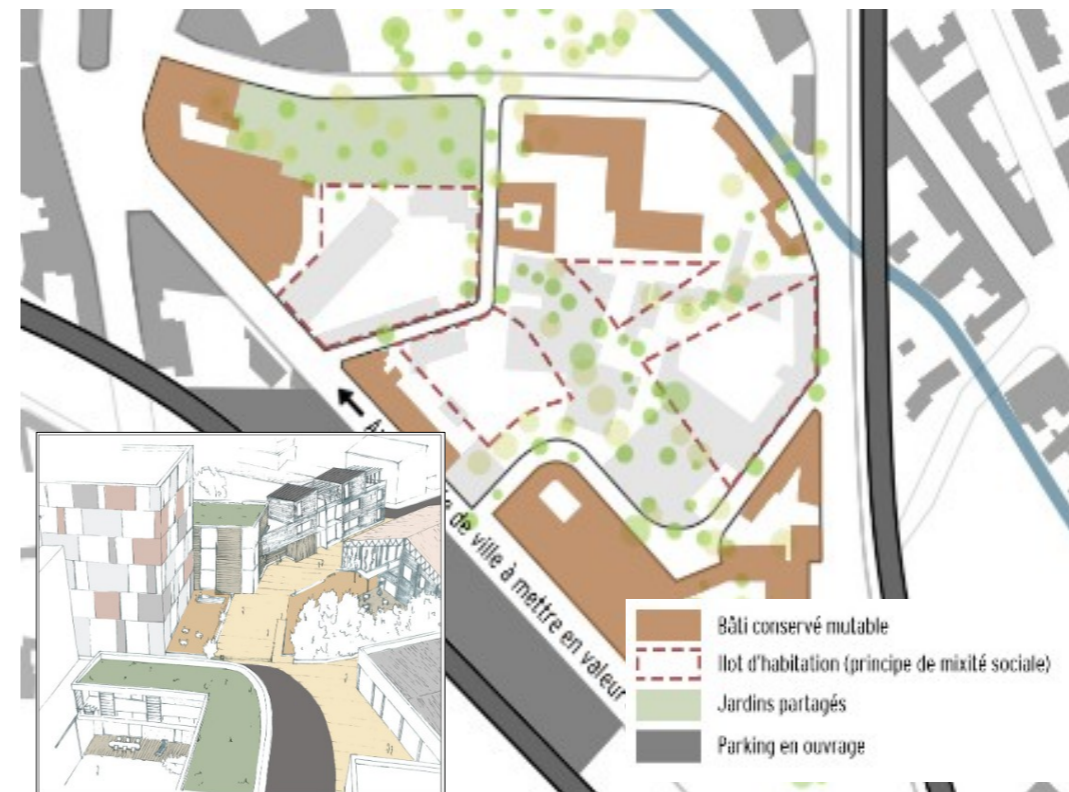 de ville à mettre en valeur
Bâti conservé mutable
Ilot d'habitation (principe de mixité sociale)
Jardins partagés
Parking en ouvrage